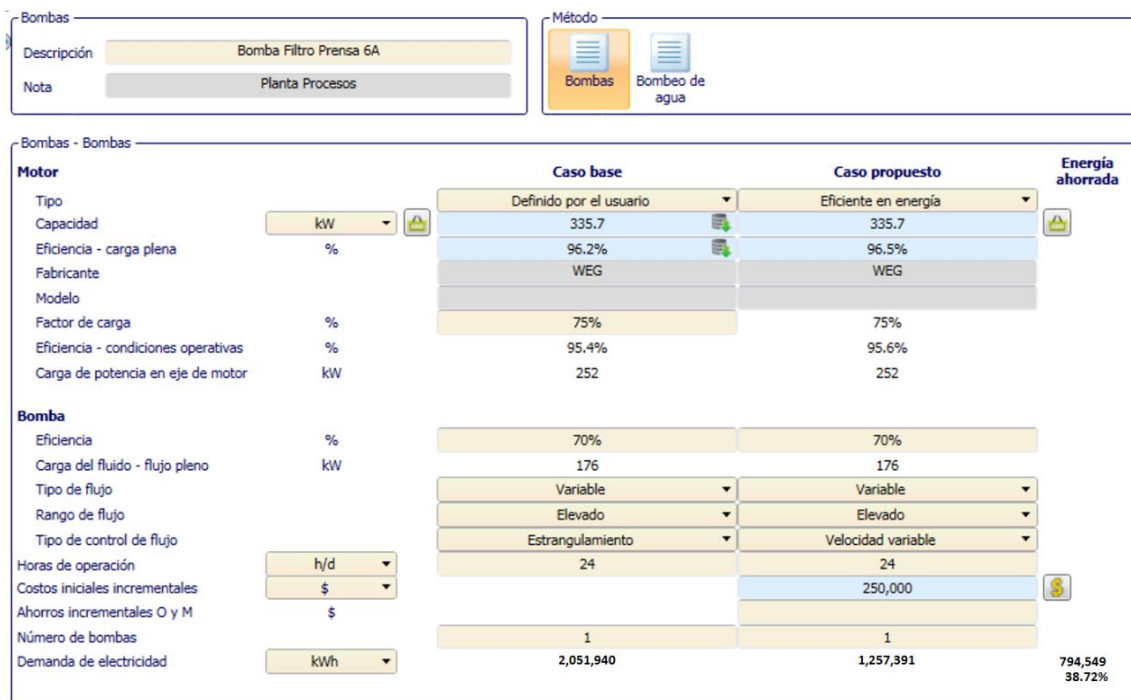 Bombas
Descripción Bomba Filtro Prensa 6A
Nota Planta Procesos
Método
Bombas Bombeo de agua
Bombas - Bombas
Motor Caso base Caso propuesto Energía ahorrada
Tipo Definido por el usuario Eficiente en energía
Capacidad kW 335.7 335.7
Eficiencia - carga plena % 96.2% 96.5%
Fabricante WEG WEG
Modelo
Factor de carga % 75% 75%
Eficiencia - condiciones operativas % 95.4% 95.6%
Carga de potencia en eje de motor kW 252 252
Bomba
Eficiencia % 70% 70%
Carga del fluido - flujo pleno kW 176 176
Tipo de flujo Variable Variable
Rango de flujo Elevado Elevado
Tipo de control de flujo Estrangulamiento Velocidad variable
Horas de operación h/d 24 24
Costos iniciales incrementales $ 250,000 $
Ahorros incrementales O y M $
Número de bombas 1 1
Demanda de electricidad kWh 2,051,940 1,257,391 794,549
38.72%